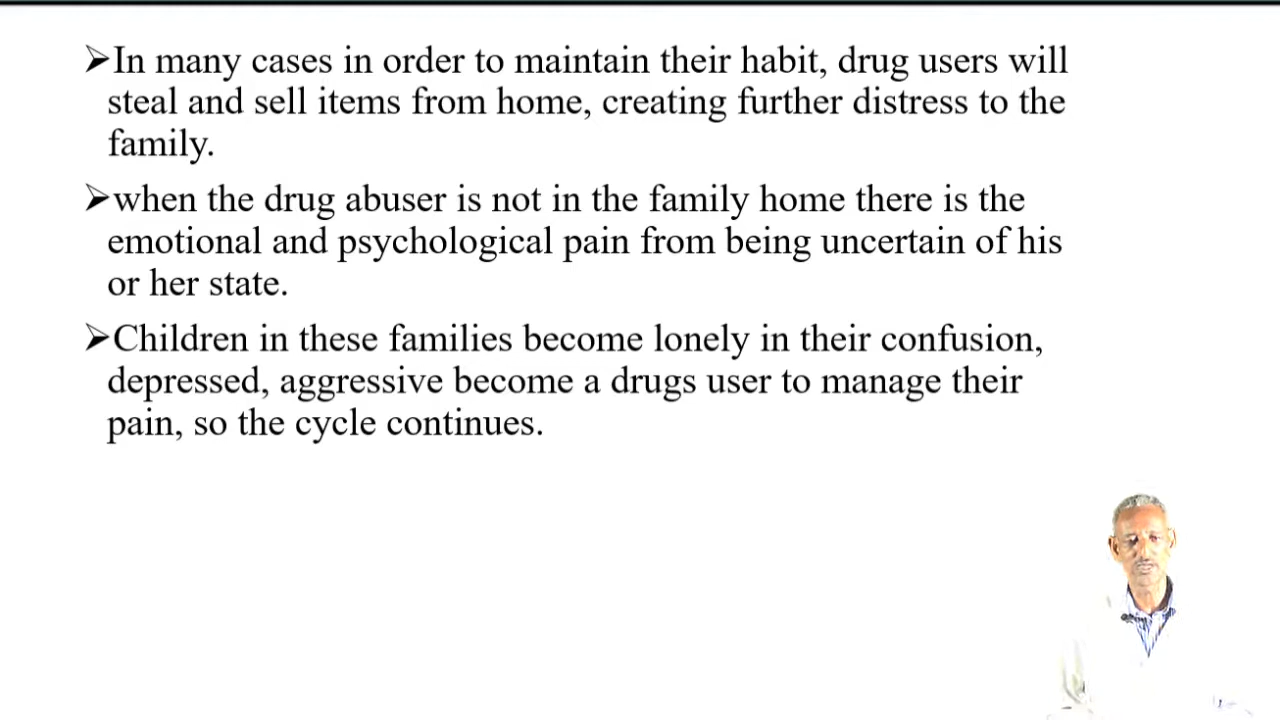 ➢In many cases in order to maintain their habit, drug users will
steal and sell items from home, creating further distress to the
family.
➢when the drug abuser is not in the family home there is the
emotional and psychological pain from being uncertain of his
or her state.
➢Children in these families become lonely in their confusion,
depressed, aggressive become a drugs user to manage their
pain, so the cycle continues.